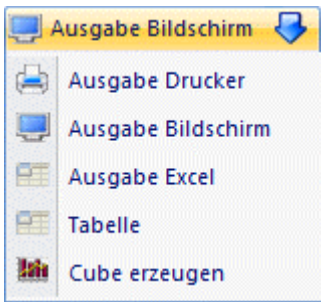 Ausgabe Bildschirm
Ausgabe Drucker
Ausgabe Bildschirm
Ausgabe Excel
Tabelle
Cube erzeugen